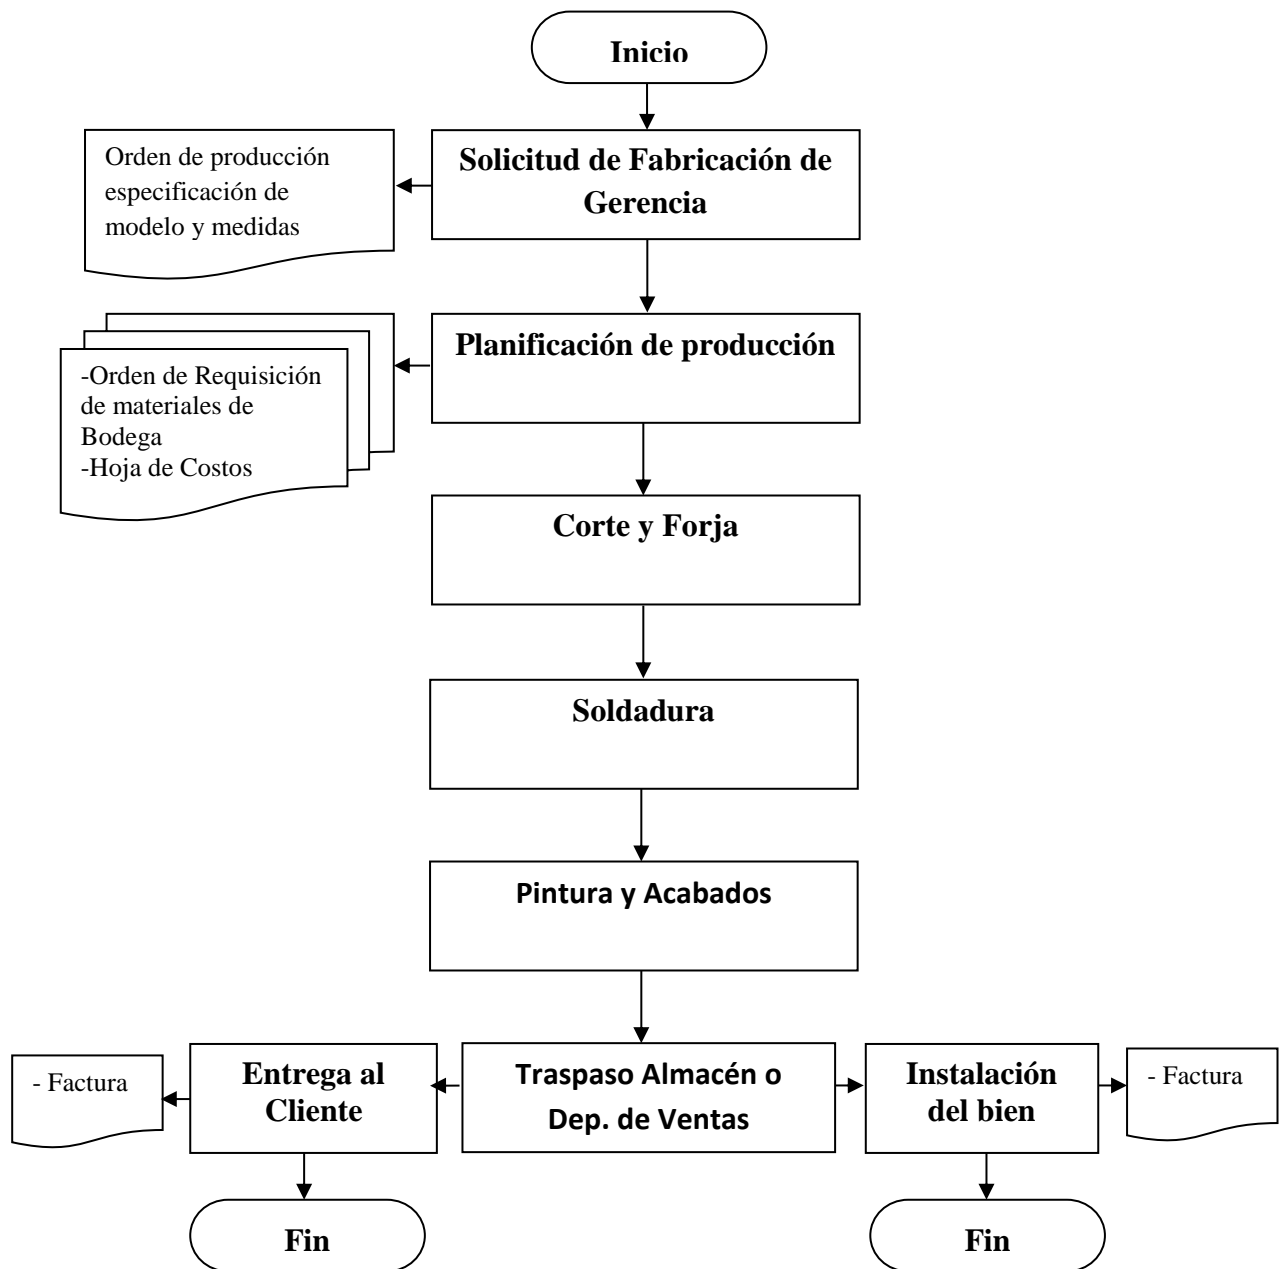 Inicio
Orden de producción
especificación de
modelo y medidas
Solicitud de Fabricación de
Gerencia
-Orden de Requisición
de materiales de
Bodega
-Hoja de Costos
Planificación de producción
Corte y Forja
Soldadura
Pintura y Acabados
- Factura
Entrega al
Cliente
Traspaso Almacén o
Dep. de Ventas
Instalación
del bien
- Factura
Fin
Fin